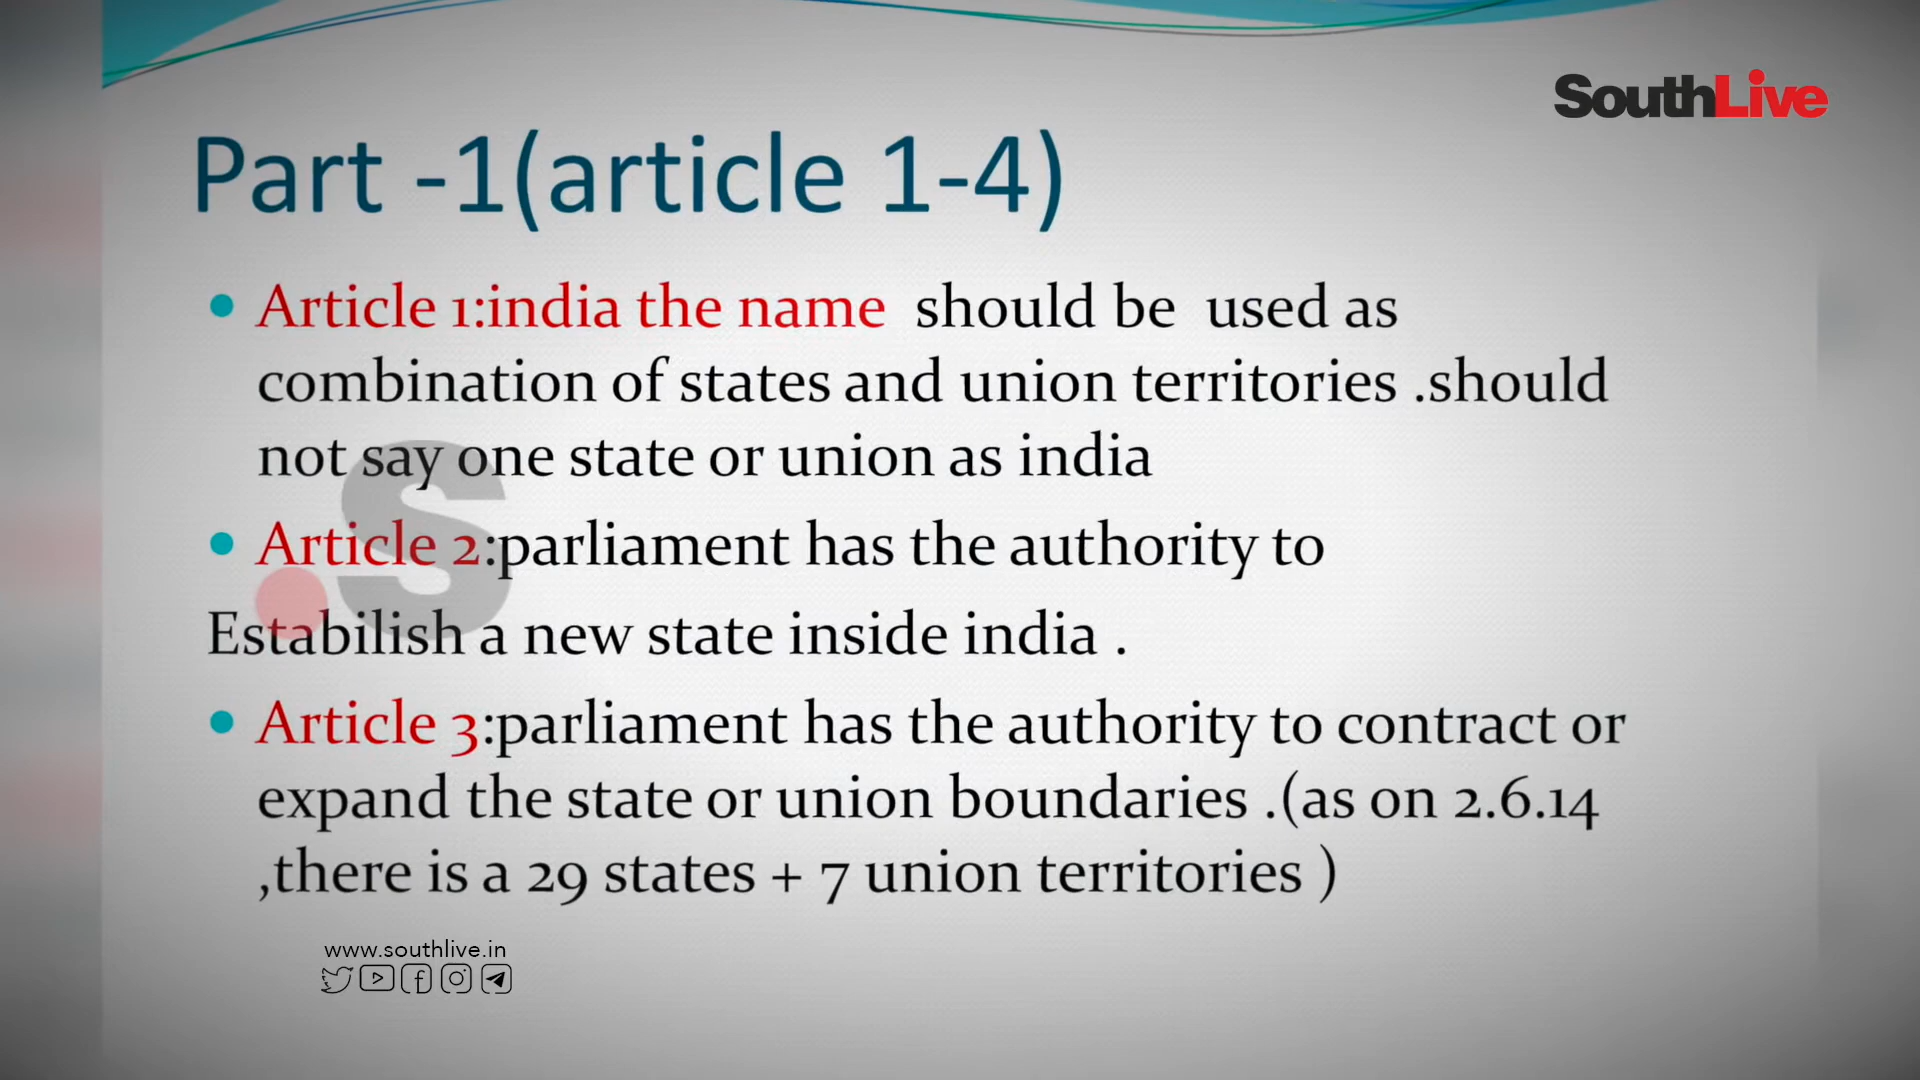 SouthLive
Part -1(article 1-4)
Article 1:india the name should be used as
combination of states and union territories .should
not say one state or union as india
Article 2:parliament has the authority to
Estabilish a new state inside india .
Article 3:parliament has the authority to contract or
expand the state or union boundaries .(as on 2.6.14
,there is a 29 states + 7 union territories )
S
www.southlive.in